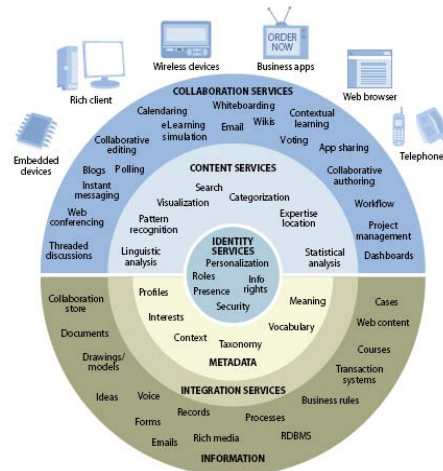 ORDER
NOW
Wireless devices
Business apps
Rich client
Web browser
Embedded
devices
Telephone
COLLABORATION SERVICES
Whiteboarding
Calendaring
Wikis
Contextual
learning
eLearning
simulation
Email
Collaborative
editing
Voting
App sharing
Blogs
Polling
Collaborative
authoring
Instant
messaging
Workflow
Web
conferencing
Project
management
Threaded
discussions
Dashboards
CONTENT SERVICES
Search
Visualization
Categorization
Pattern
recognition
Expertise
location
Linguistic
analysis
Statistical
analysis
IDENTITY
SERVICES
Personalization
Roles
Info
rights
Presence
Security
Profiles
Meaning
Interests
Vocabulary
Context
Taxonomy
METADATA
INTEGRATION SERVICES
Collaboration
store
Cases
Documents
Web content
Drawings/
models
Courses
Transaction
systems
Ideas
Voice
Business rules
Records
Forms
Processes
Emails
Rich media
RDBMS
INFORMATION